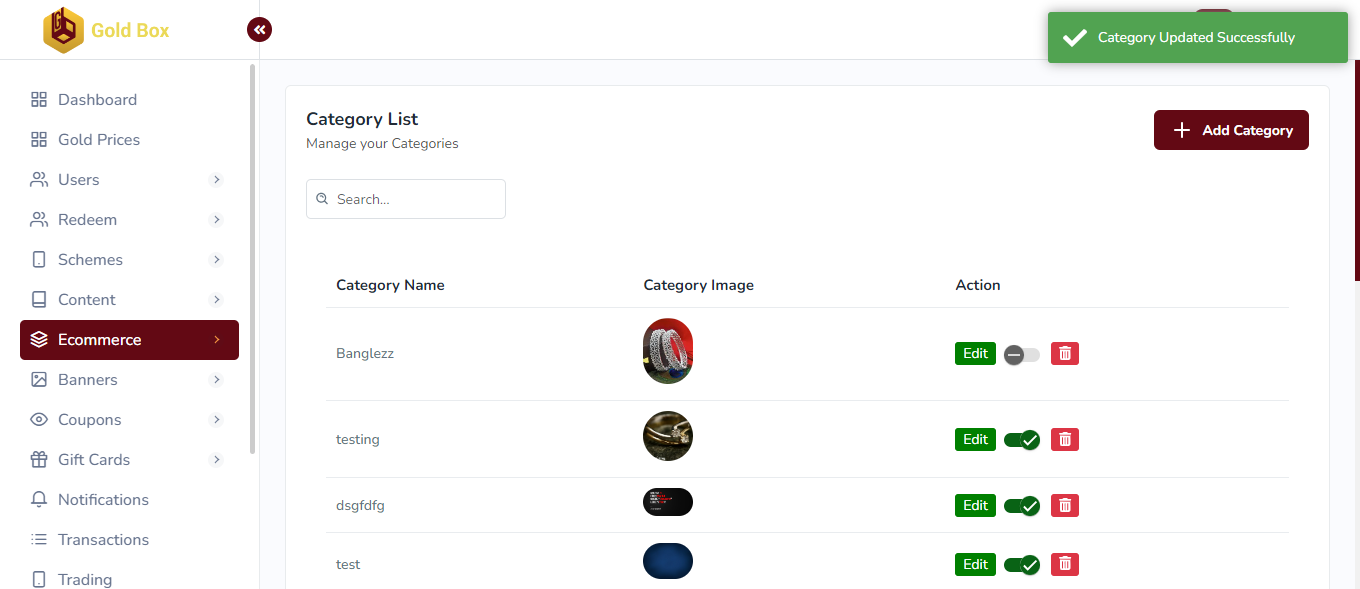 Gold Box
Category Updated Successfully
Dashboard
Gold Prices
Users
Redeem
Schemes
Content
Ecommerce
Banners
Coupons
Gift Cards
Notifications
Transactions
Trading
Category List
Manage your Categories
Add Category
Search...
Category Name Category Image Action
Banglezz Edit
testing Edit
dsgfdfg Edit
test Edit